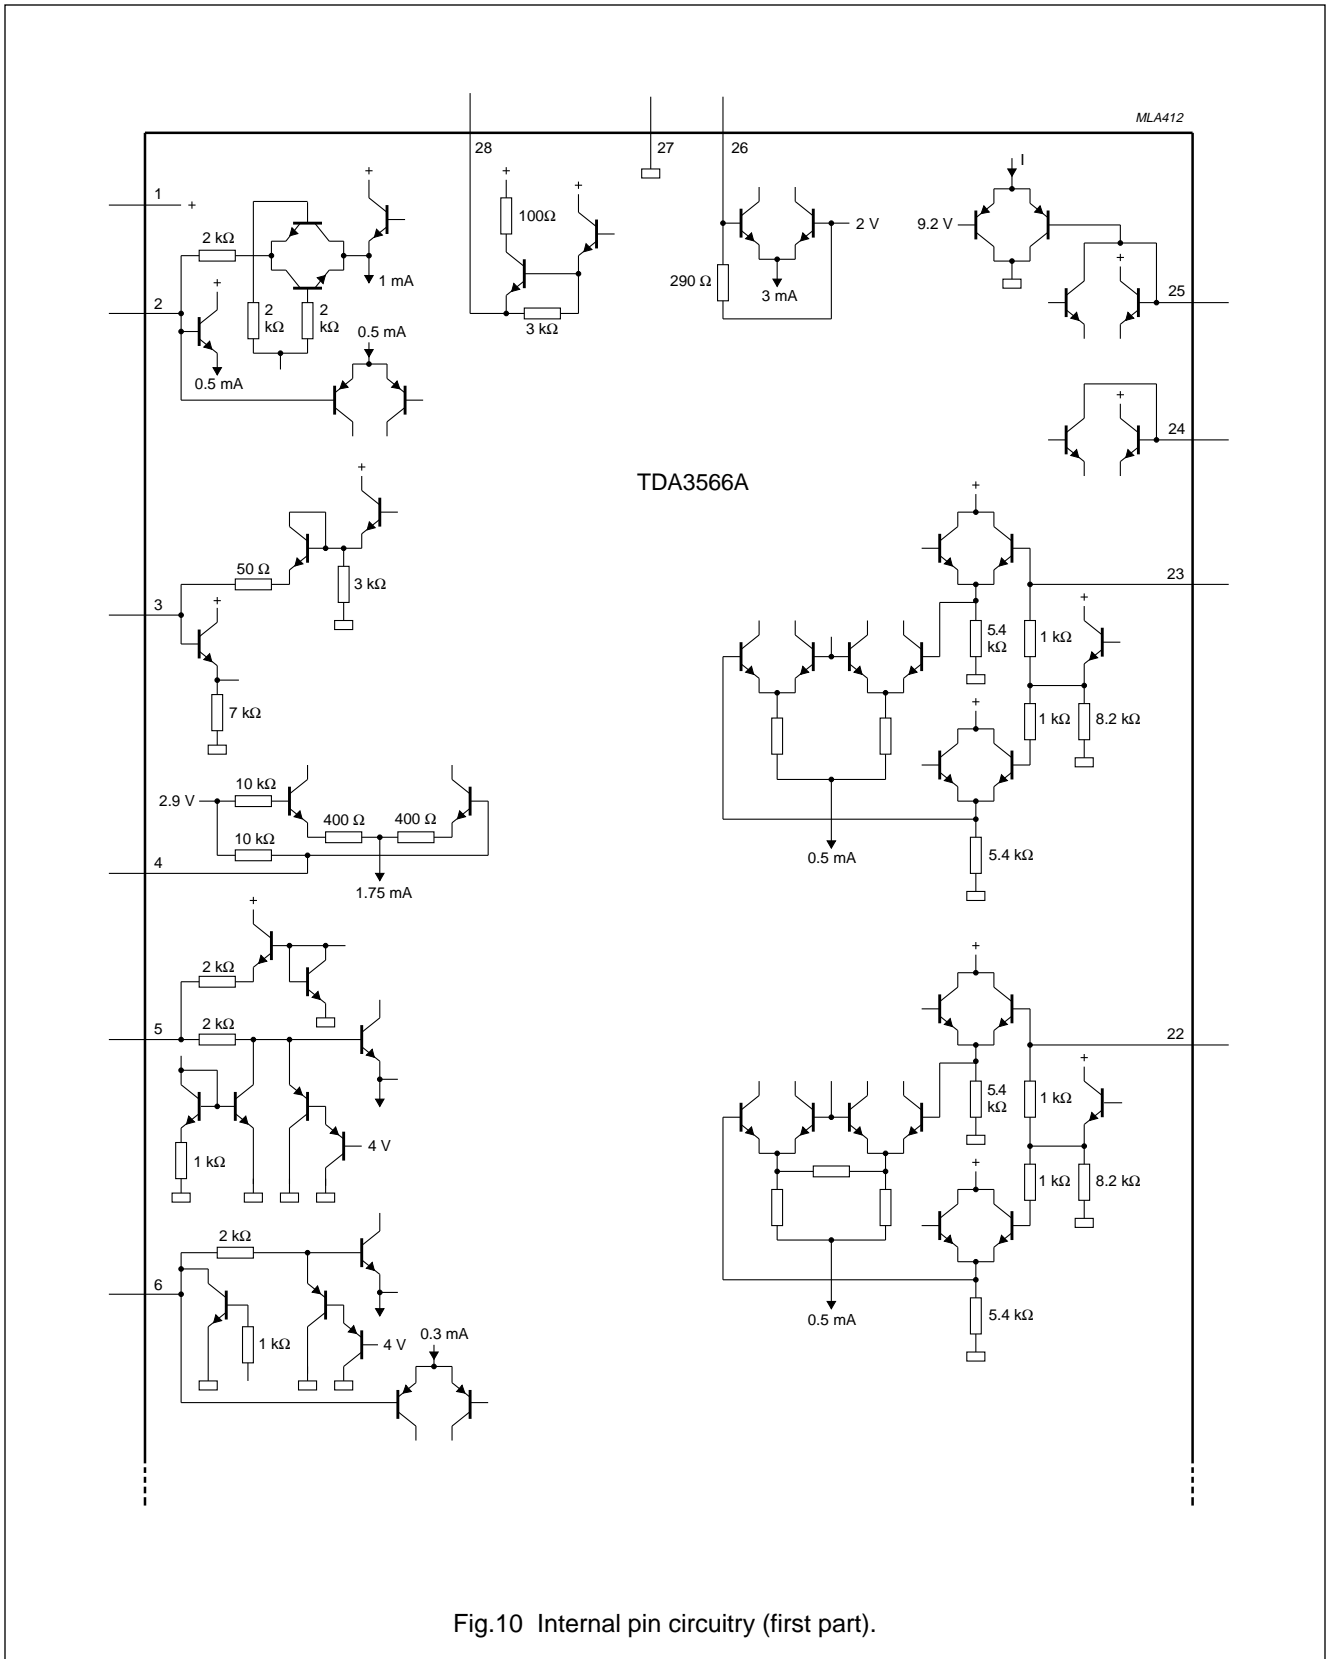 MLA412
28
27
26
I
1
+
+
+
+
+
100Ω
2 V
9.2 V
2 kΩ
1 mA
290 Ω
3 mA
+
+
25
2
2
kΩ
2
kΩ
3 kΩ
0.5 mA
0.5 mA
+
24
TDA3566A
+
+
50 Ω
3 kΩ
23
3
+
+
5.4
kΩ
1 kΩ
7 kΩ
+
1 kΩ
8.2 kΩ
10 kΩ
2.9 V
400 Ω
400 Ω
10 kΩ
0.5 mA
5.4 kΩ
4
1.75 mA
+
+
2 kΩ
2 kΩ
5
22
+
5.4
kΩ
1 kΩ
4 V
1 kΩ
+
1 kΩ
8.2 kΩ
2 kΩ
6
0.5 mA
5.4 kΩ
1 kΩ
4 V
0.3 mA
Fig.10 Internal pin circuitry (first part).